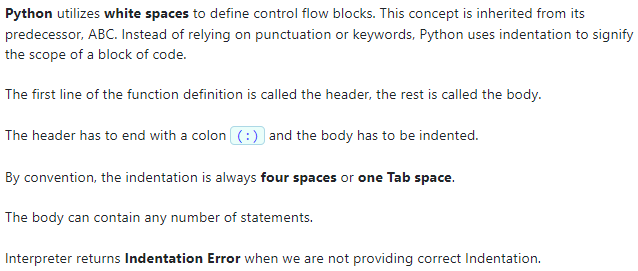 Python utilizes white spaces to define control flow blocks. This concept is inherited from its
predecessor, ABC. Instead of relying on punctuation or keywords, Python uses indentation to signify
the scope of a block of code.
The first line of the function definition is called the header, the rest is called the body.
The header has to end with a colon (:) and the body has to be indented.
By convention, the indentation is always four spaces or one Tab space.
The body can contain any number of statements.
Interpreter returns Indentation Error when we are not providing correct Indentation.